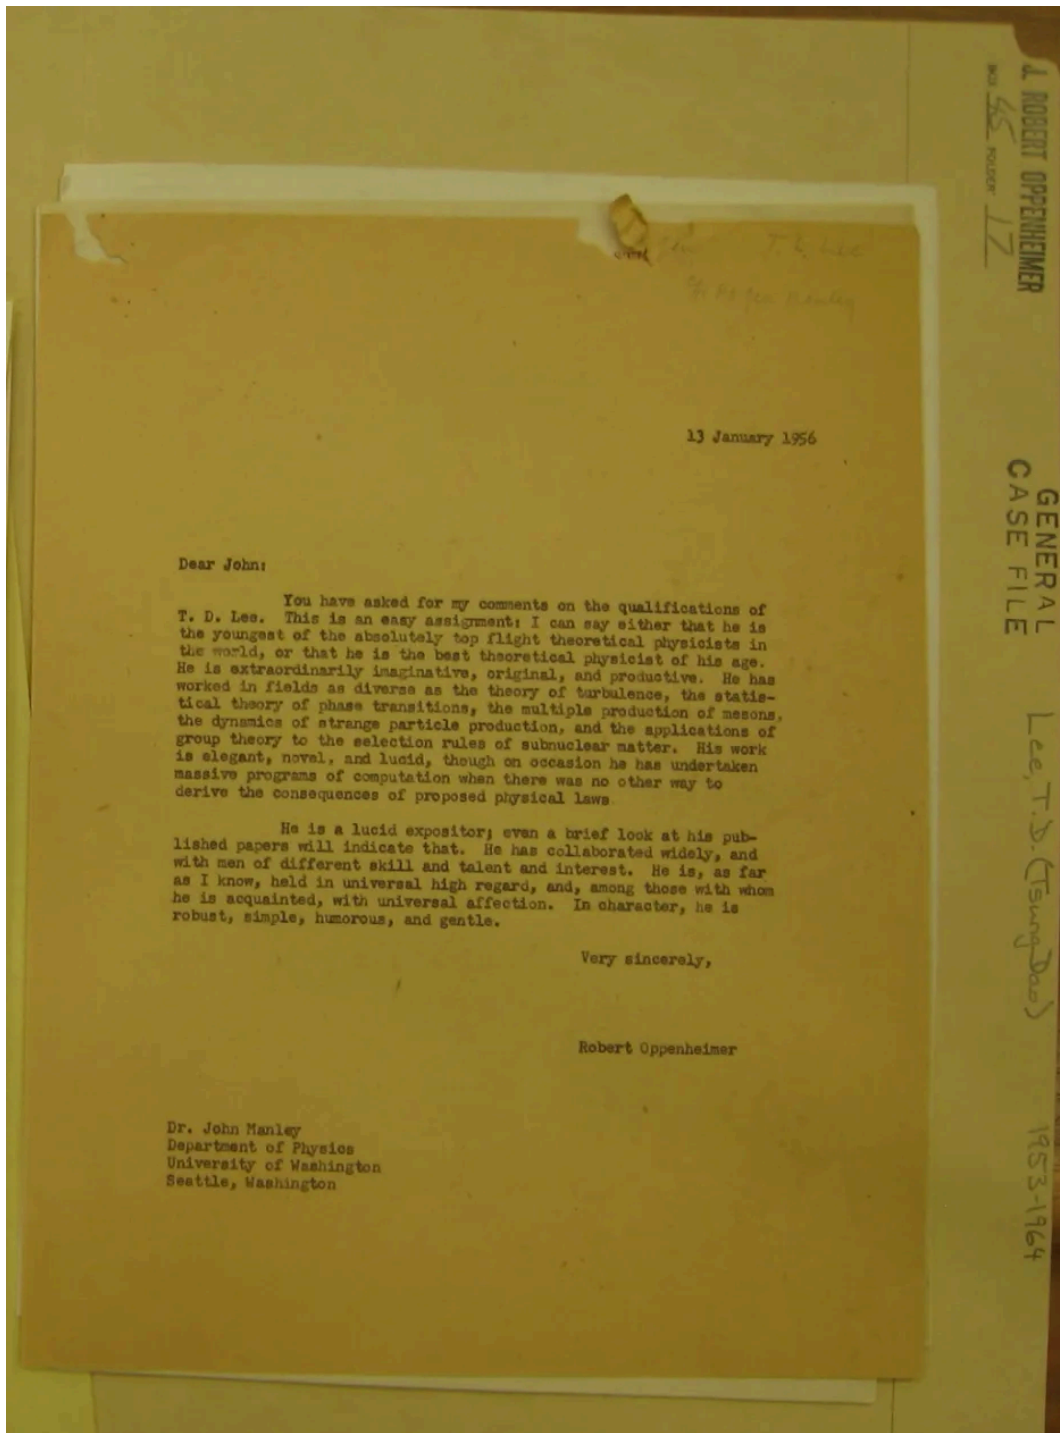 J. ROBERT OPPENHEIMER
BOX 45 FOLDER 17
GENERAL
CASE FILE
Lee, T.D. (Tsung Dao)
1953-1964
T. D. Lee
13 January 1956
Dear John:
You have asked for my comments on the qualifications of
T. D. Lee. This is an easy assignment; I can say either that he is
the youngest of the absolutely top flight theoretical physicists in
the world, or that he is the best theoretical physicist of his age.
He is extraordinarily imaginative, original, and productive. He has
worked in fields as diverse as the theory of turbulence, the statis-
tical theory of phase transitions, the multiple production of mesons,
the dynamics of strange particle production, and the applications of
group theory to the selection rules of subnuclear matter. His work
is elegant, novel, and lucid, though on occasion he has undertaken
massive programs of computation when there was no other way to
derive the consequences of proposed physical laws.
He is a lucid expositor; even a brief look at his pub-
lished papers will indicate that. He has collaborated widely, and
with men of different skill and talent and interest. He is, as far
as I know, held in universal high regard, and, among those with whom
he is acquainted, with universal affection. In character, he is
robust, simple, humorous, and gentle.
Very sincerely,
Robert Oppenheimer
Dr. John Manley
Department of Physics
University of Washington
Seattle, Washington